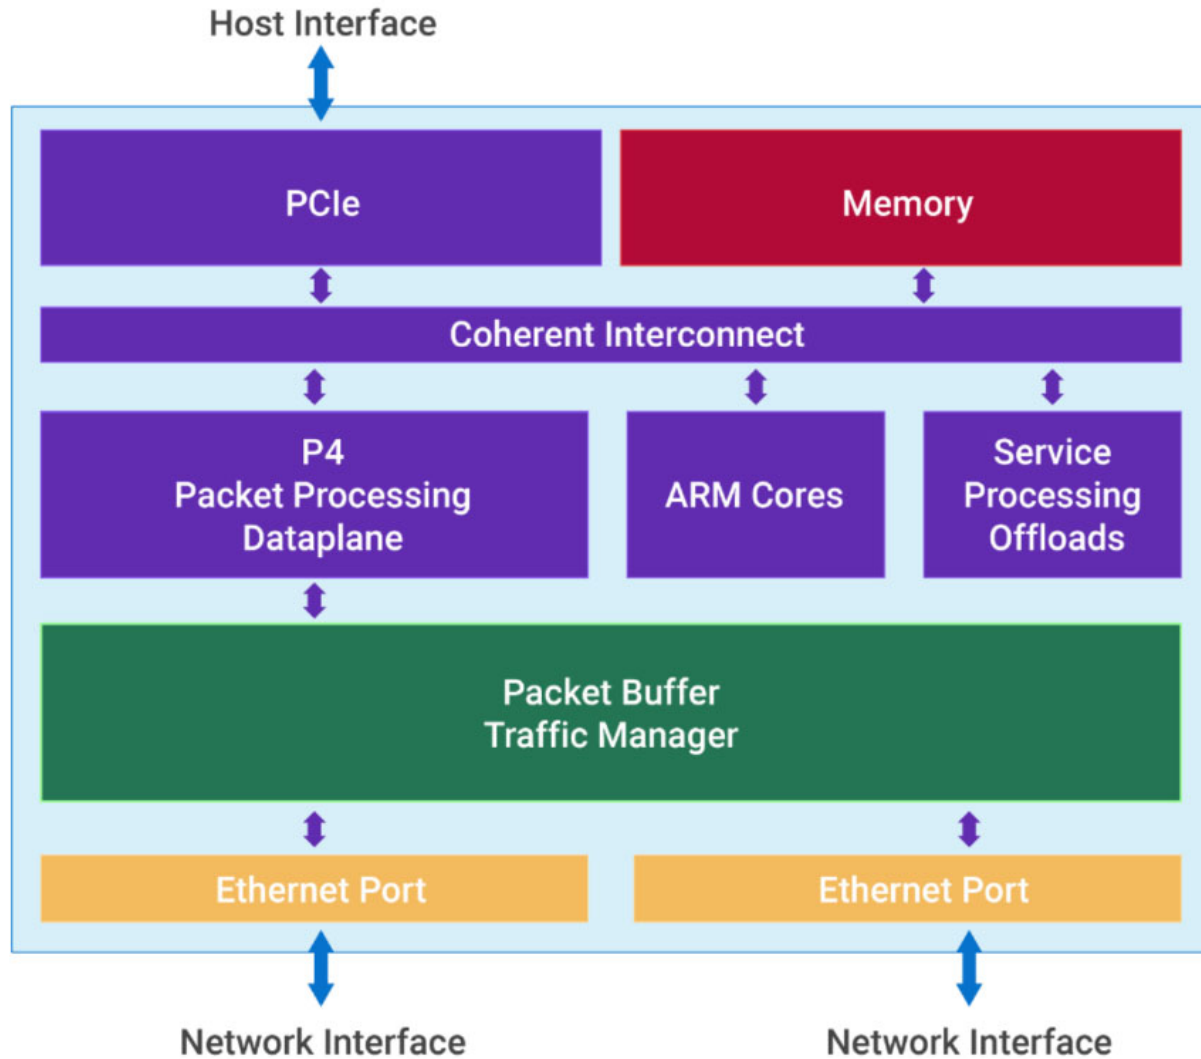 Host Interface
PCIe
Memory
Coherent Interconnect
P4
Packet Processing
Dataplane
ARM Cores
Service
Processing
Offloads
Packet Buffer
Traffic Manager
Ethernet Port
Ethernet Port
Network Interface
Network Interface